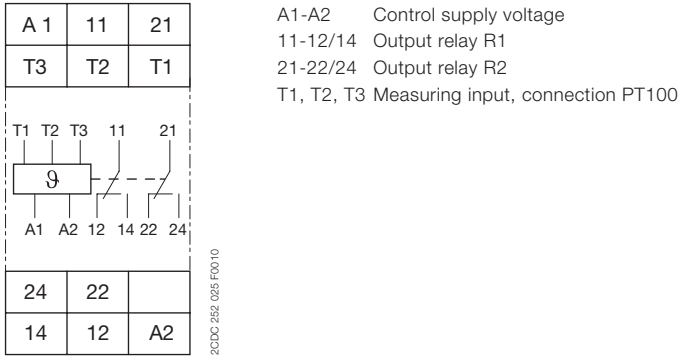 A 1 11 21
T3 T2 T1
T1 T2 T3 11 21
ϑ
A1 A2 12 14 22 24
24 22
14 12 A2
2CDC 252 025 F0010
A1-A2 Control supply voltage
11-12/14 Output relay R1
21-22/24 Output relay R2
T1, T2, T3 Measuring input, connection PT100